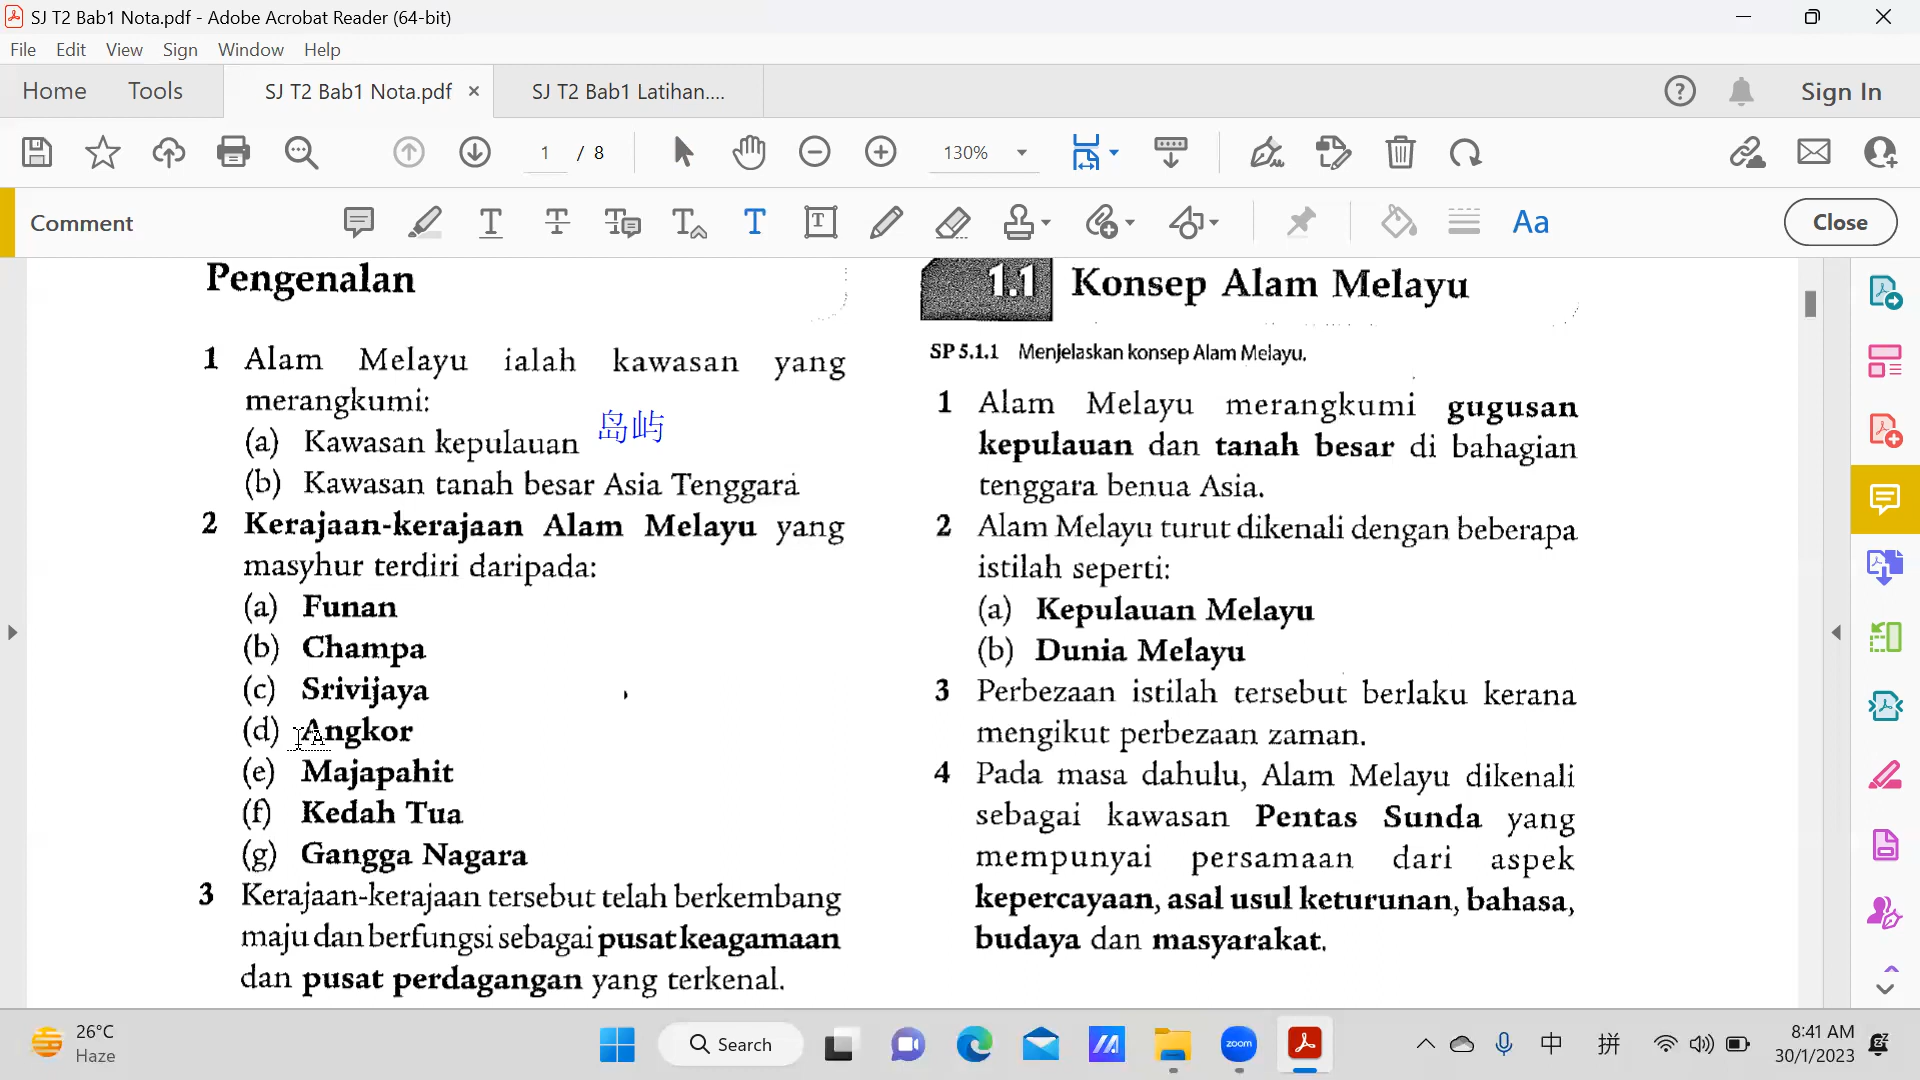 SJ T2 Bab1 Nota.pdf - Adobe Acrobat Reader (64-bit)
File Edit View Sign Window Help
Home Tools SJ T2 Bab1 Nota.pdf × SJ T2 Bab1 Latihan.... Sign In
1 / 8 130%
Comment Close
Pengenalan
1 Alam Melayu ialah kawasan yang
merangkumi:
(a) Kawasan kepulauan 岛屿
(b) Kawasan tanah besar Asia Tenggara
2 Kerajaan-kerajaan Alam Melayu yang
masyhur terdiri daripada:
(a) Funan
(b) Champa
(c) Srivijaya
(d) Angkor
(e) Majapahit
(f) Kedah Tua
(g) Gangga Nagara
3 Kerajaan-kerajaan tersebut telah berkembang
maju dan berfungsi sebagai pusat keagamaan
dan pusat perdagangan yang terkenal.
1.1 Konsep Alam Melayu
SP 5.1.1 Menjelaskan konsep Alam Melayu.
1 Alam Melayu merangkumi gugusan
kepulauan dan tanah besar di bahagian
tenggara benua Asia.
2 Alam Melayu turut dikenali dengan beberapa
istilah seperti:
(a) Kepulauan Melayu
(b) Dunia Melayu
3 Perbezaan istilah tersebut berlaku kerana
mengikut perbezaan zaman.
4 Pada masa dahulu, Alam Melayu dikenali
sebagai kawasan Pentas Sunda yang
mempunyai persamaan dari aspek
kepercayaan, asal usul keturunan, bahasa,
budaya dan masyarakat.
26°C
Haze
Search
zoom
中 拼
8:41 AM
30/1/2023